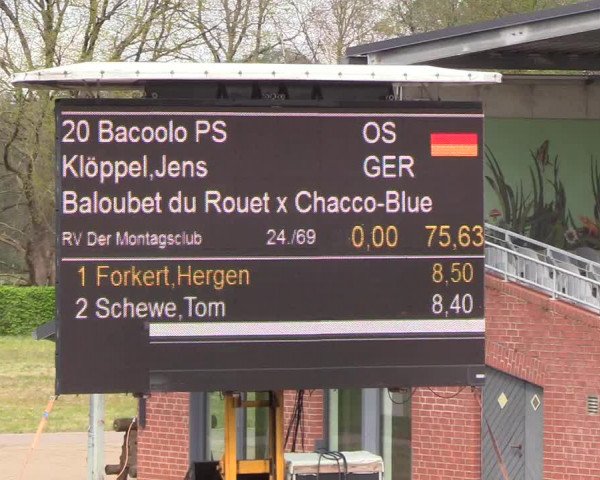 20 Bacoolo PS OS
Klöppel,Jens GER
Baloubet du Rouet x Chacco-Blue
RV Der Montagsclub 24./69 0,00 75,63
1 Forkert,Hergen 8,50
2 Schewe,Tom 8,40